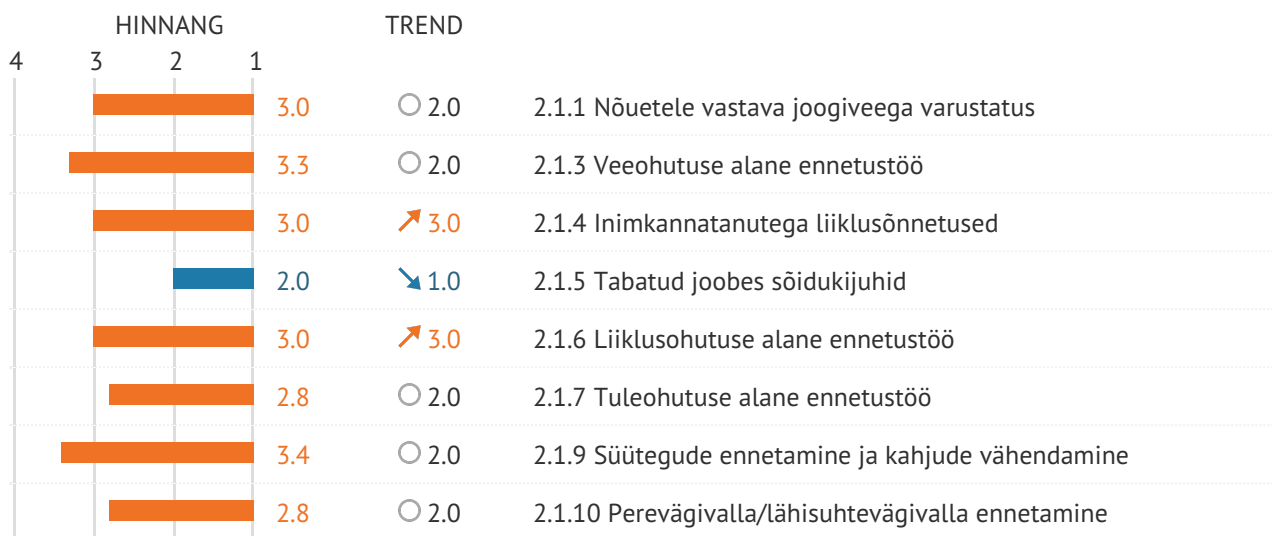 HINNANG TREND
4 3 2 1
3.0 2.0 2.1.1 Nõuetele vastava joogiveega varustatus
3.3 2.0 2.1.3 Veeohutuse alane ennetustöö
3.0 3.0 2.1.4 Inimkannatanutega liiklusõnnetused
2.0 1.0 2.1.5 Tabatud joobes sõidukijuhid
3.0 3.0 2.1.6 Liiklusohutuse alane ennetustöö
2.8 2.0 2.1.7 Tuleohutuse alane ennetustöö
3.4 2.0 2.1.9 Süütegude ennetamine ja kahjude vähendamine
2.8 2.0 2.1.10 Perevägivalla/lähisuhtevägivalla ennetamine